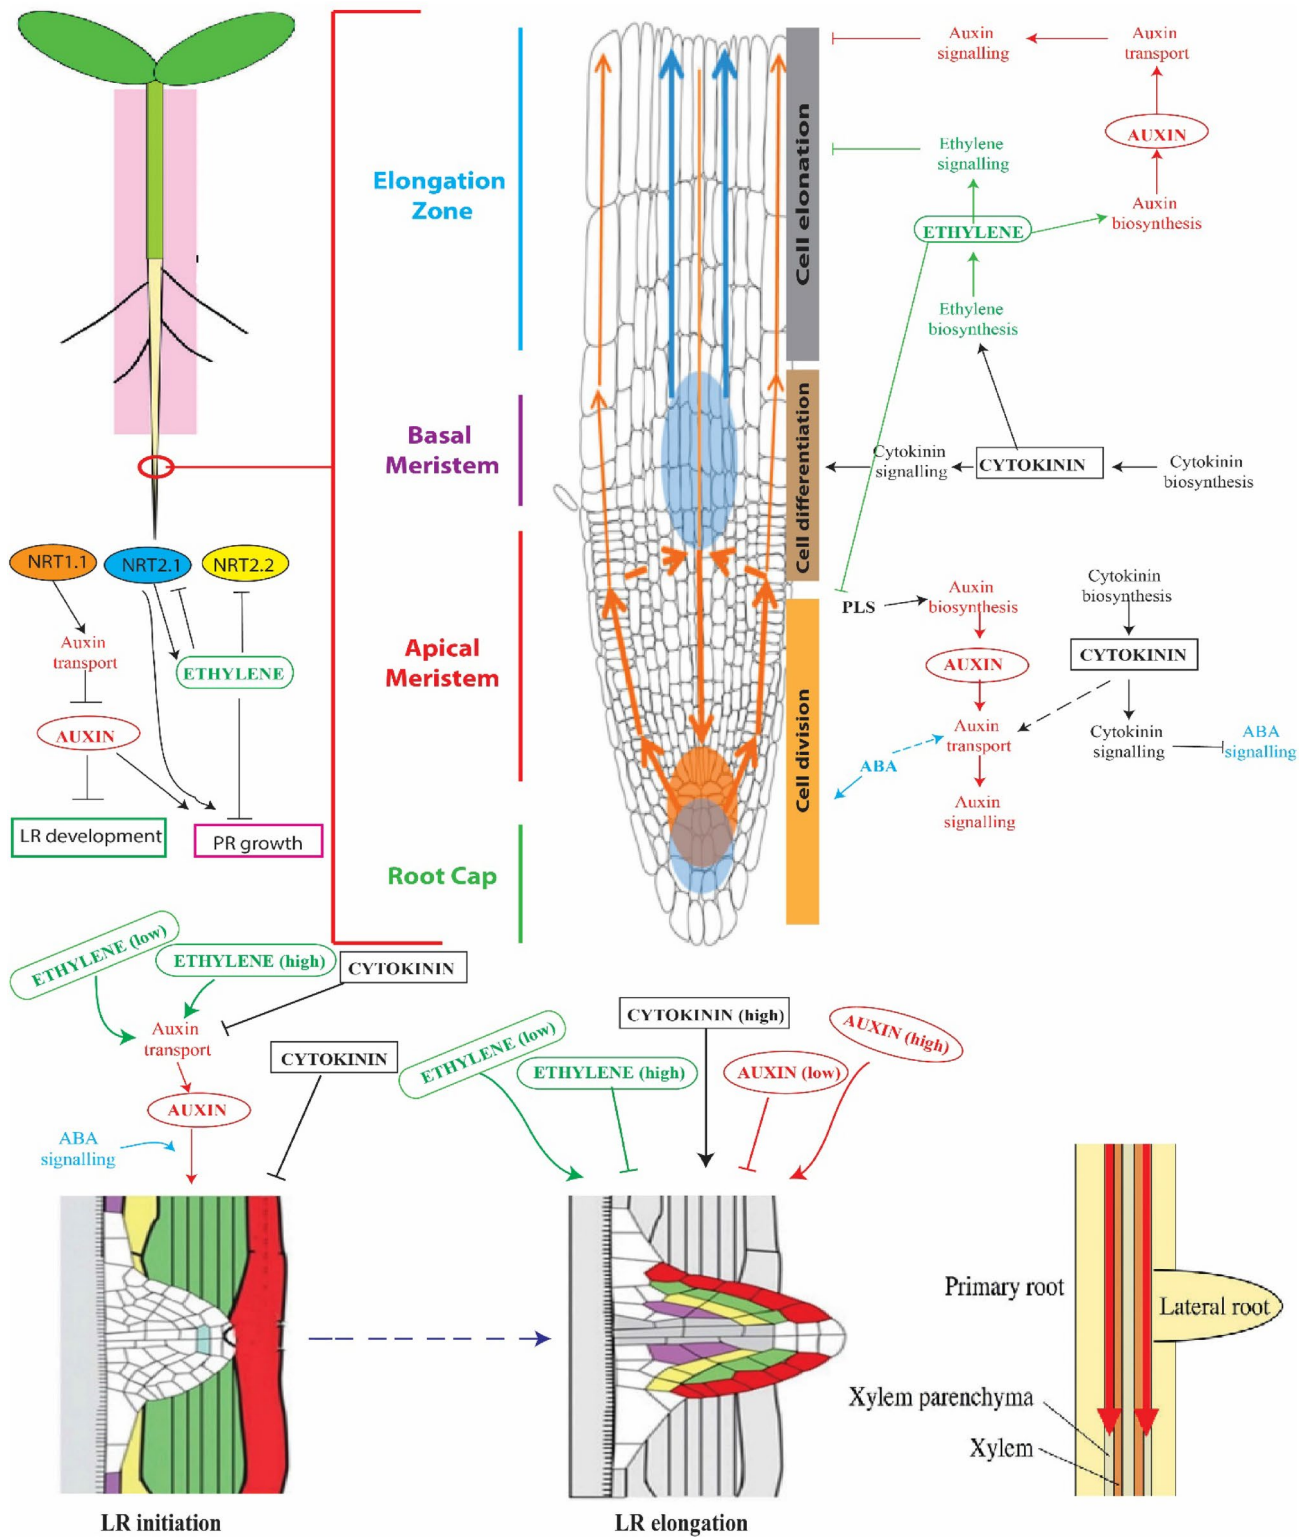 Elongation
Zone
Basal
Meristem
Apical
Meristem
Root Cap
Cell elonation
Cell differentiation
Cell division
Auxin
signalling
Auxin
transport
AUXIN
Auxin
biosynthesis
Ethylene
signalling
ETHYLENE
Ethylene
biosynthesis
Cytokinin
signalling
CYTOKININ
Cytokinin
biosynthesis
PLS
Auxin
biosynthesis
AUXIN
Auxin
transport
Auxin
signalling
ABA
Cytokinin
biosynthesis
CYTOKININ
Cytokinin
signalling
ABA
signalling
NRT1.1
NRT2.1
NRT2.2
Auxin
transport
ETHYLENE
AUXIN
LR development
PR growth
ETHYLENE (low)
ETHYLENE (high)
CYTOKININ
Auxin
transport
CYTOKININ
AUXIN
ABA
signalling
LR initiation
ETHYLENE (low)
ETHYLENE (high)
CYTOKININ (high)
AUXIN (low)
AUXIN (high)
LR elongation
Primary root
Lateral root
Xylem parenchyma
Xylem